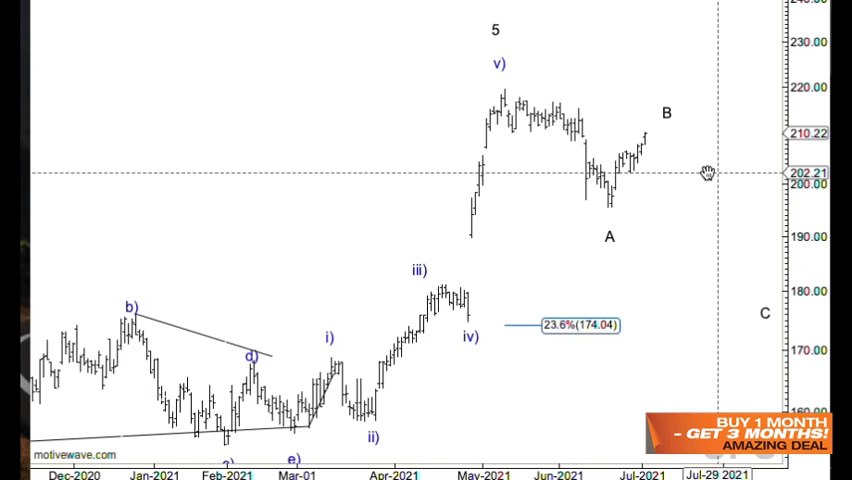 240.00
5
230.00
v)
220.00
B
210.22
202.21
200.00
A
190.00
iii)
180.00
b)
C
23.6%(174.04)
i)
iv)
170.00
d)
160.00
BUY 1 MONTH
- GET 3 MONTHS!
AMAZING DEAL
ii)
motivewave.com
e)
Dec-2020 Jan-2021 Feb-2021 Mar-01 Apr-2021 May-2021 Jun-2021 Jul-2021 Jul-29 2021